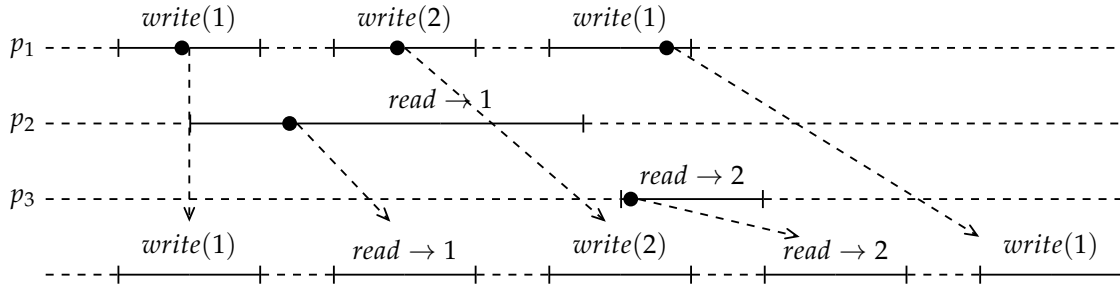 write(1) write(2) write(1)
p₁
read → 1
p₂
read → 2
p₃
write(1) read → 1 write(2) read → 2 write(1)